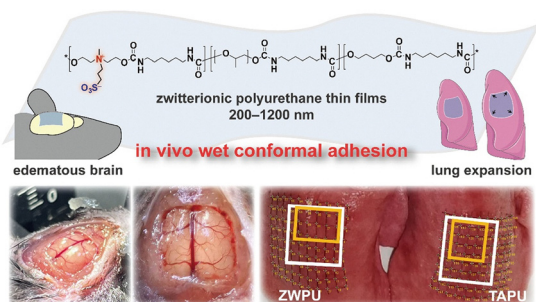 zwitterionic polyurethane thin films
200–1200 nm
in vivo wet conformal adhesion
edematous brain
lung expansion
ZWPU
TAPU